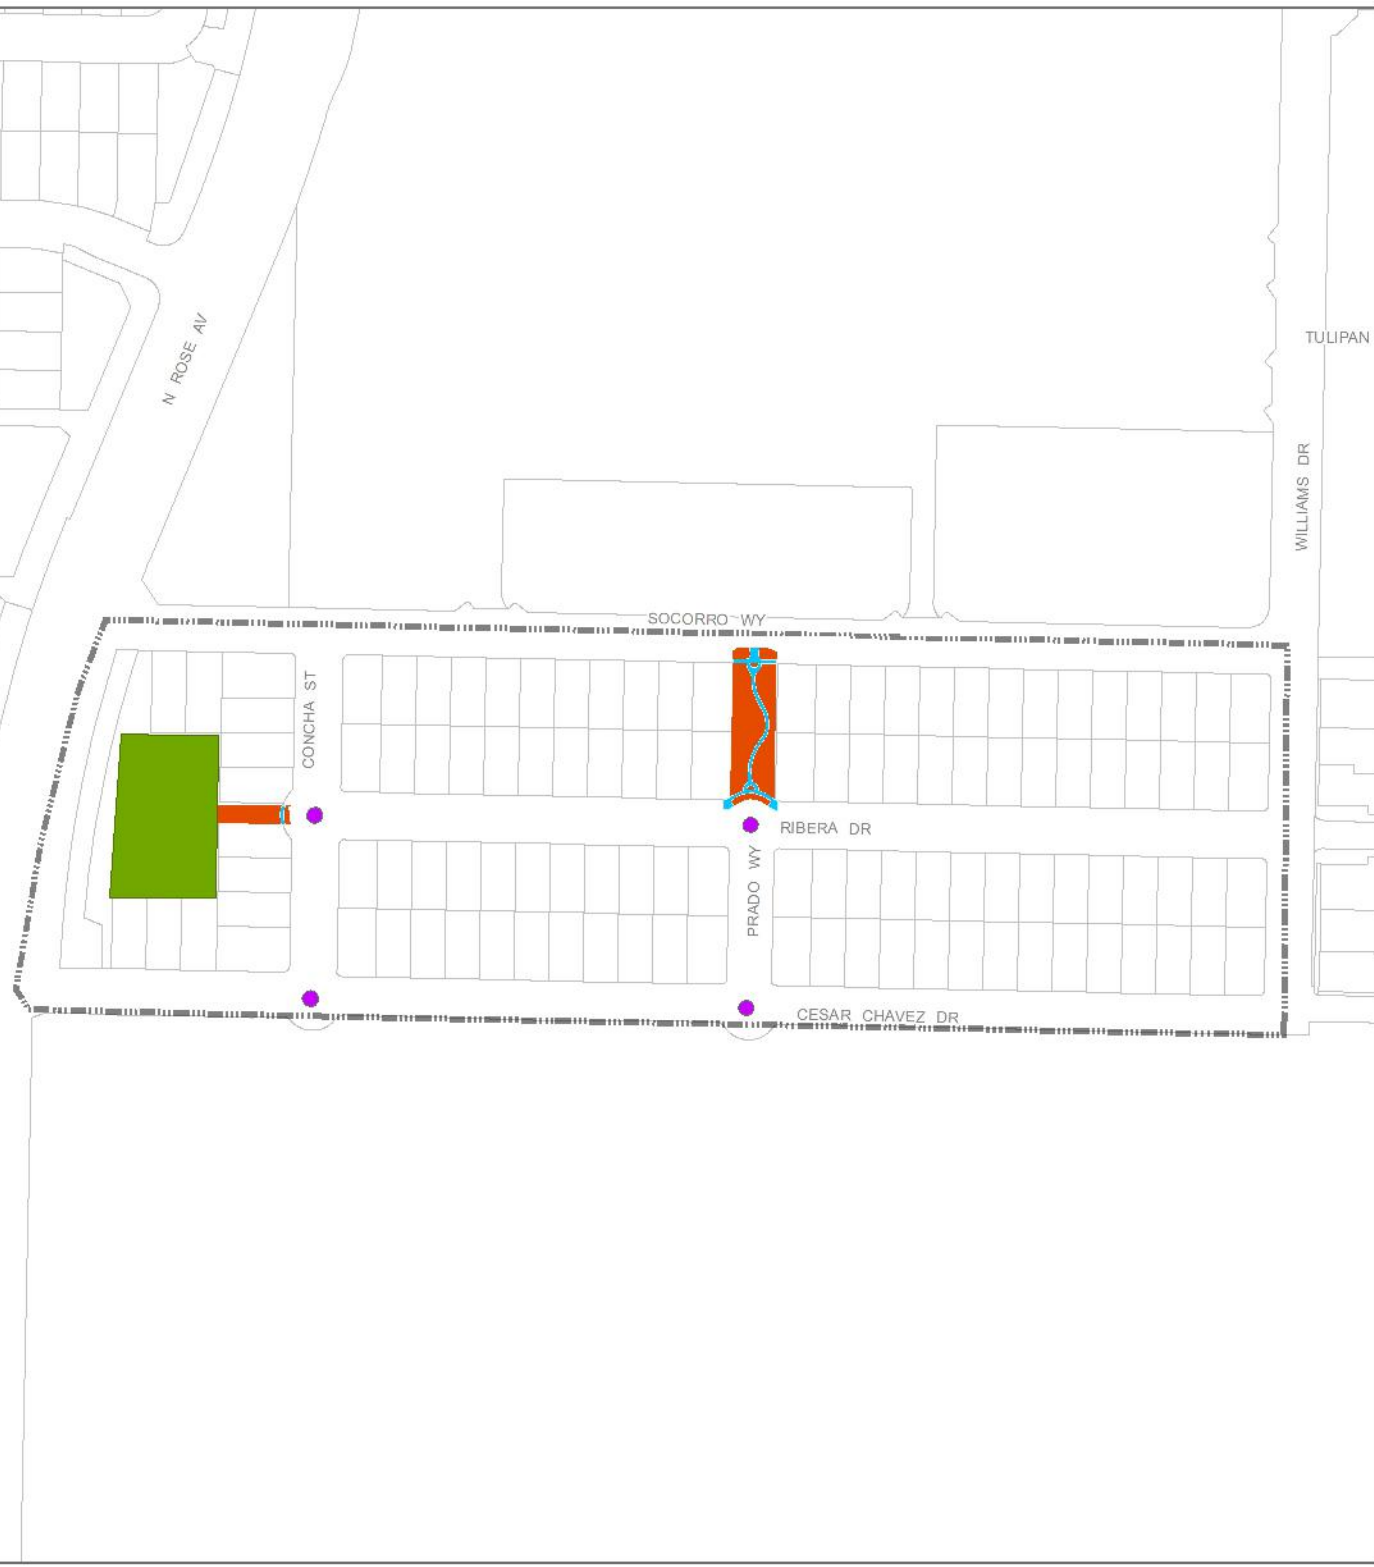 N ROSE AV
TULIPAN
WILLIAMS DR
SOCORRO WY
CONCHA ST
RIBERA DR
PRADO WY
CESAR CHAVEZ DR